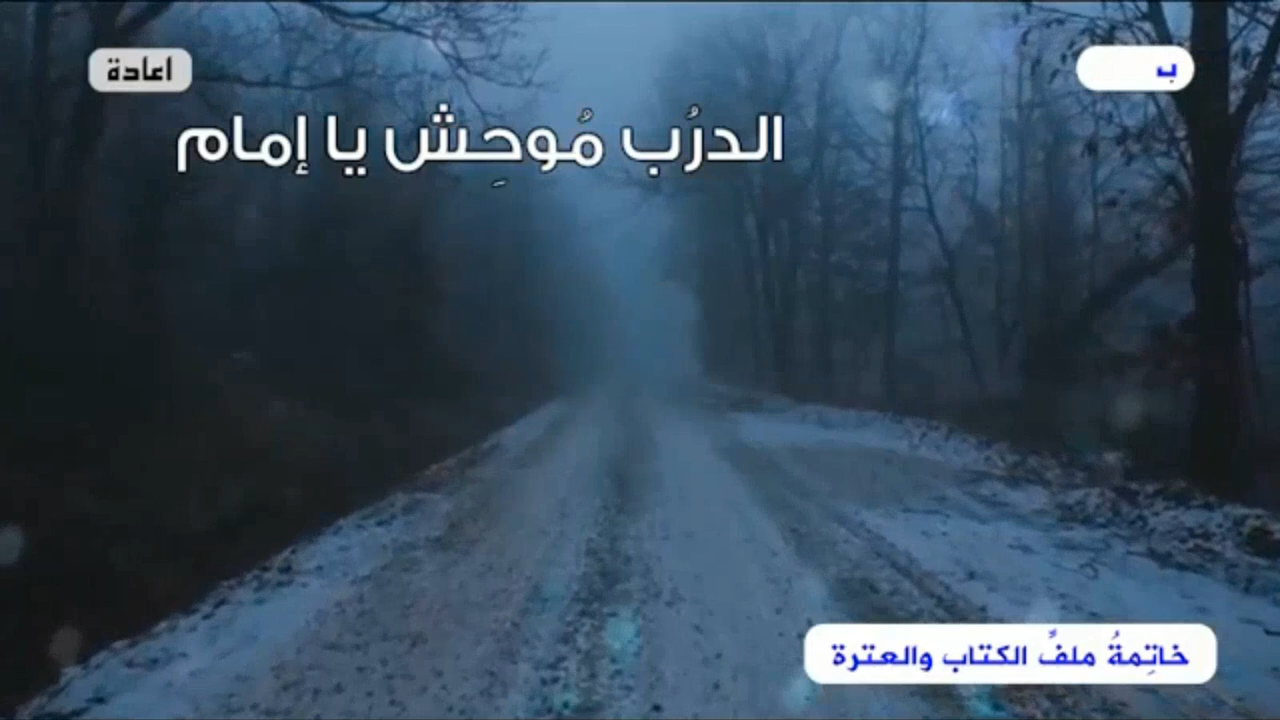 اعادة
ب
الدرُب مُوحِش يا إمام
خاتِمةُ ملفِّ الكتاب والعترة